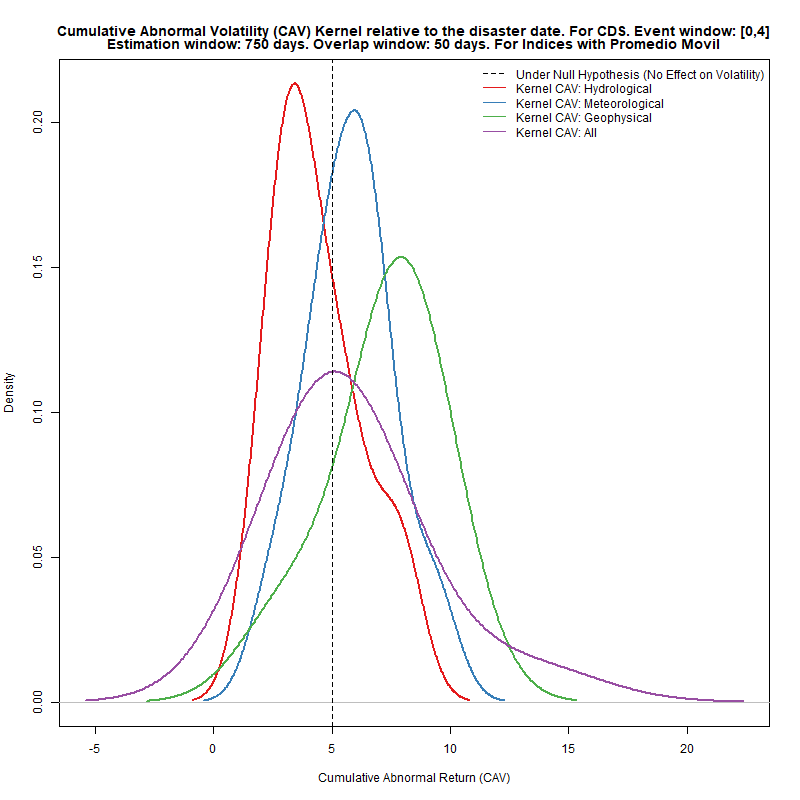 Cumulative Abnormal Volatility (CAV) Kernel relative to the disaster date. For CDS. Event window: [0,4]
Estimation window: 750 days. Overlap window: 50 days. For Indices with Promedio Movil
Under Null Hypothesis (No Effect on Volatility)
Kernel CAV: Hydrological
Kernel CAV: Meteorological
Kernel CAV: Geophysical
Kernel CAV: All
Density
0.20
0.15
0.10
0.05
0.00
-5 0 5 10 15 20
Cumulative Abnormal Return (CAV)